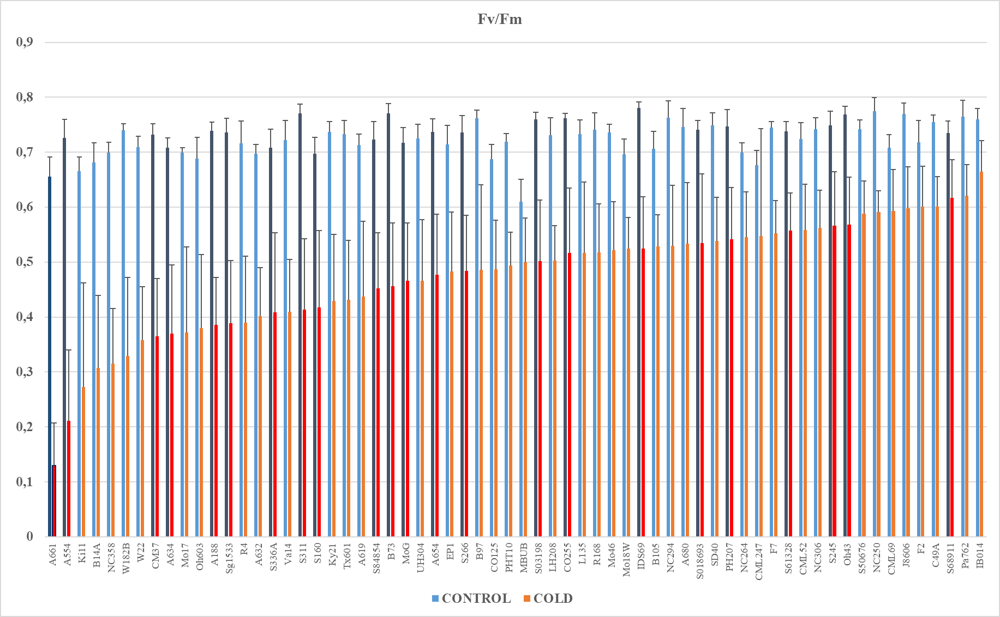 Fv/Fm
0,9
0,8
0,7
0,6
0,5
0,4
0,3
0,2
0,1
0
A661
A554
Ki11
B14A
NC358
W182B
W22
CM37
A634
Mo17
Oh603
A188
Sg1533
R4
A632
S336A
Va14
S311
S160
Ky21
Tx601
A619
S84854
B73
MoG
UH304
A654
EP1
S266
B97
CO125
PHT10
MBUB
S03198
LH208
CO255
L135
R168
Mo46
Mo18W
IDS69
B105
NC294
A680
S018693
SD40
PH207
NC264
CML247
F7
S61328
CML52
NC306
S245
Oh43
S50676
NC250
CML69
J8606
F2
C49A
S68911
Pa762
IB014
CONTROL
COLD